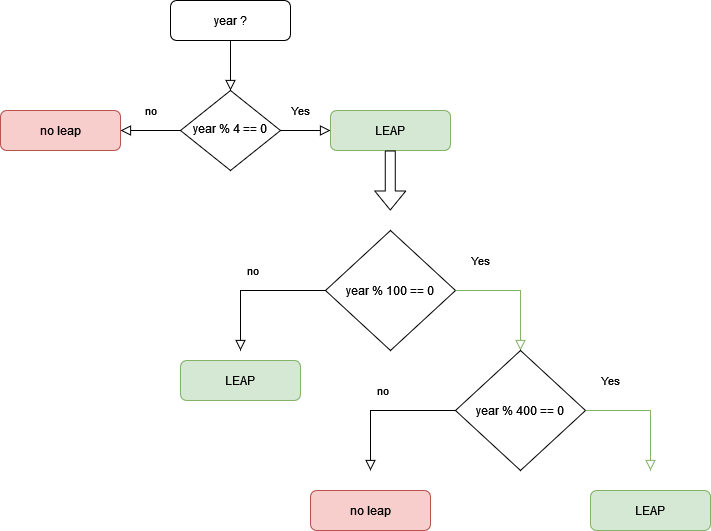 year ?
no
Yes
no leap
year % 4 == 0
LEAP
no
Yes
year % 100 == 0
LEAP
no
Yes
year % 400 == 0
no leap
LEAP